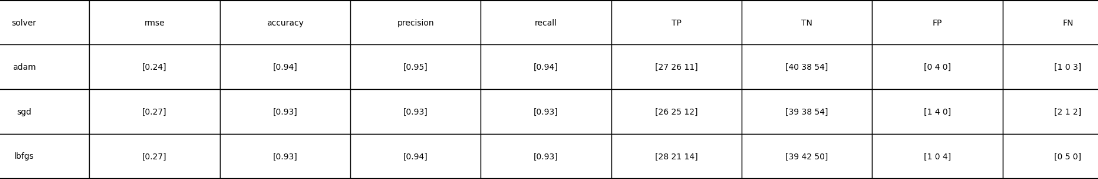 solver rmse accuracy precision recall TP TN FP FN
adam [0.24] [0.94] [0.95] [0.94] [27 26 11] [40 38 54] [0 4 0] [1 0 3]
sgd [0.27] [0.93] [0.93] [0.93] [26 25 12] [39 38 54] [1 4 0] [2 1 2]
lbfgs [0.27] [0.93] [0.94] [0.93] [28 21 14] [39 42 50] [1 0 4] [0 5 0]